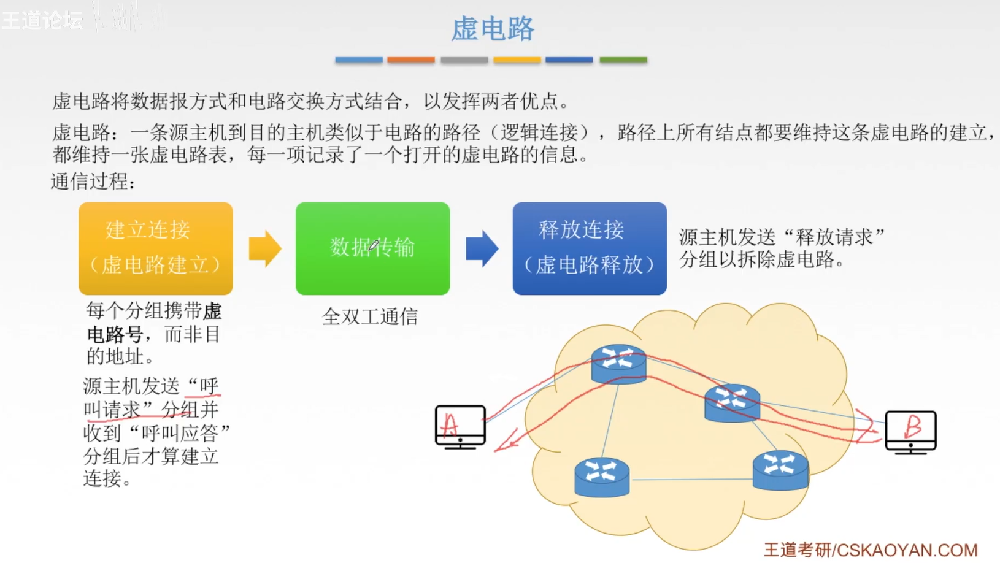 王道论坛
虚电路
虚电路将数据报方式和电路交换方式结合，以发挥两者优点。
虚电路：一条源主机到目的主机类似于电路的路径（逻辑连接），路径上所有结点都要维持这条虚电路的建立，
都维持一张虚电路表，每一项记录了一个打开的虚电路的信息。
通信过程：
建立连接
（虚电路建立）
数据传输
释放连接
（虚电路释放）
源主机发送“释放请求”
分组以拆除虚电路。
每个分组携带虚
电路号，而非目
的地址。
全双工通信
源主机发送“呼
叫请求”分组并
收到“呼叫应答”
分组后才算建立
连接。
A
B
王道考研/CSKAOYAN.COM